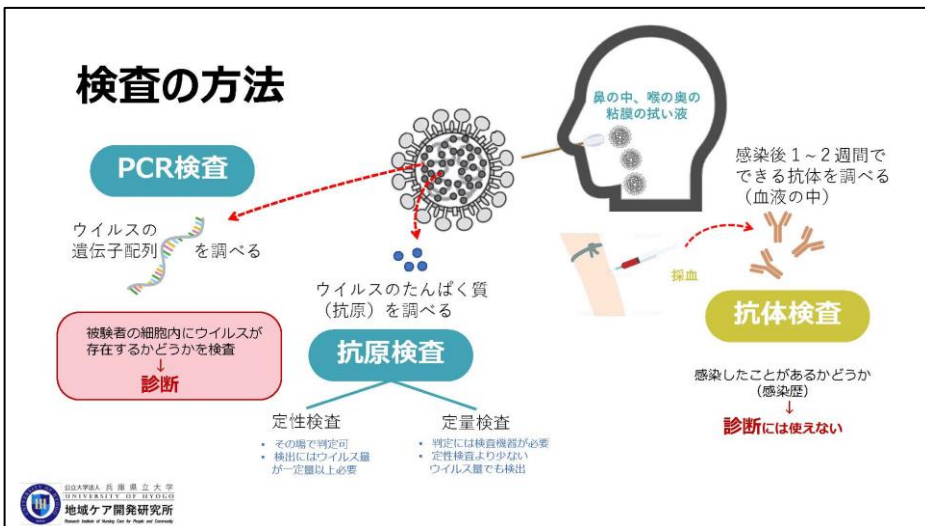 検査の方法
PCR検査
ウイルスの
遺伝子配列
を調べる
被験者の細胞内にウイルスが
存在するかどうかを検査
↓
診断
ウイルスのたんぱく質
（抗原）を調べる
抗原検査
定性検査
• その場で判定可
• 検出にはウイルス量
が一定量以上必要
定量検査
• 判定には検査機器が必要
• 定性検査より少ない
ウイルス量でも検出
鼻の中、喉の奥の
粘膜の拭い液
感染後１～２週間で
できる抗体を調べる
（血液の中）
採血
抗体検査
感染したことがあるかどうか
（感染歴）
↓
診断には使えない
公立大学法人 兵庫県立大学
UNIVERSITY OF HYOGO
地域ケア開発研究所
Research Institute of Nursing Care for People and Community